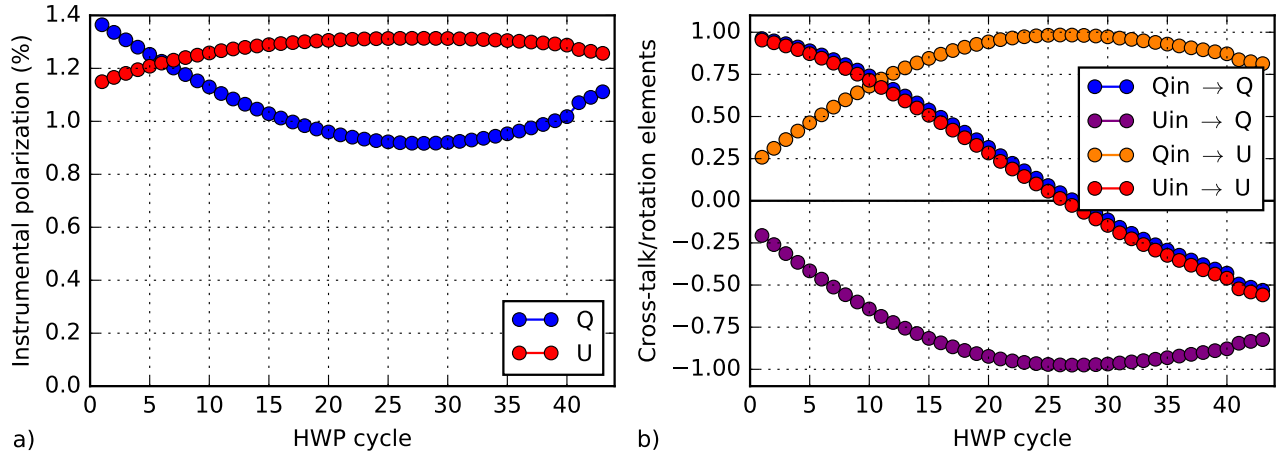 1.4
1.2
1.0
0.8
0.6
0.4
0.2
0.0
Instrumental polarization (%)
0 5 10 15 20 25 30 35 40
HWP cycle
Q
U
a)
1.00
0.75
0.50
0.25
0.00
−0.25
−0.50
−0.75
−1.00
Cross-talk/rotation elements
0 5 10 15 20 25 30 35 40
HWP cycle
Qin → Q
Uin → Q
Qin → U
Uin → U
b)